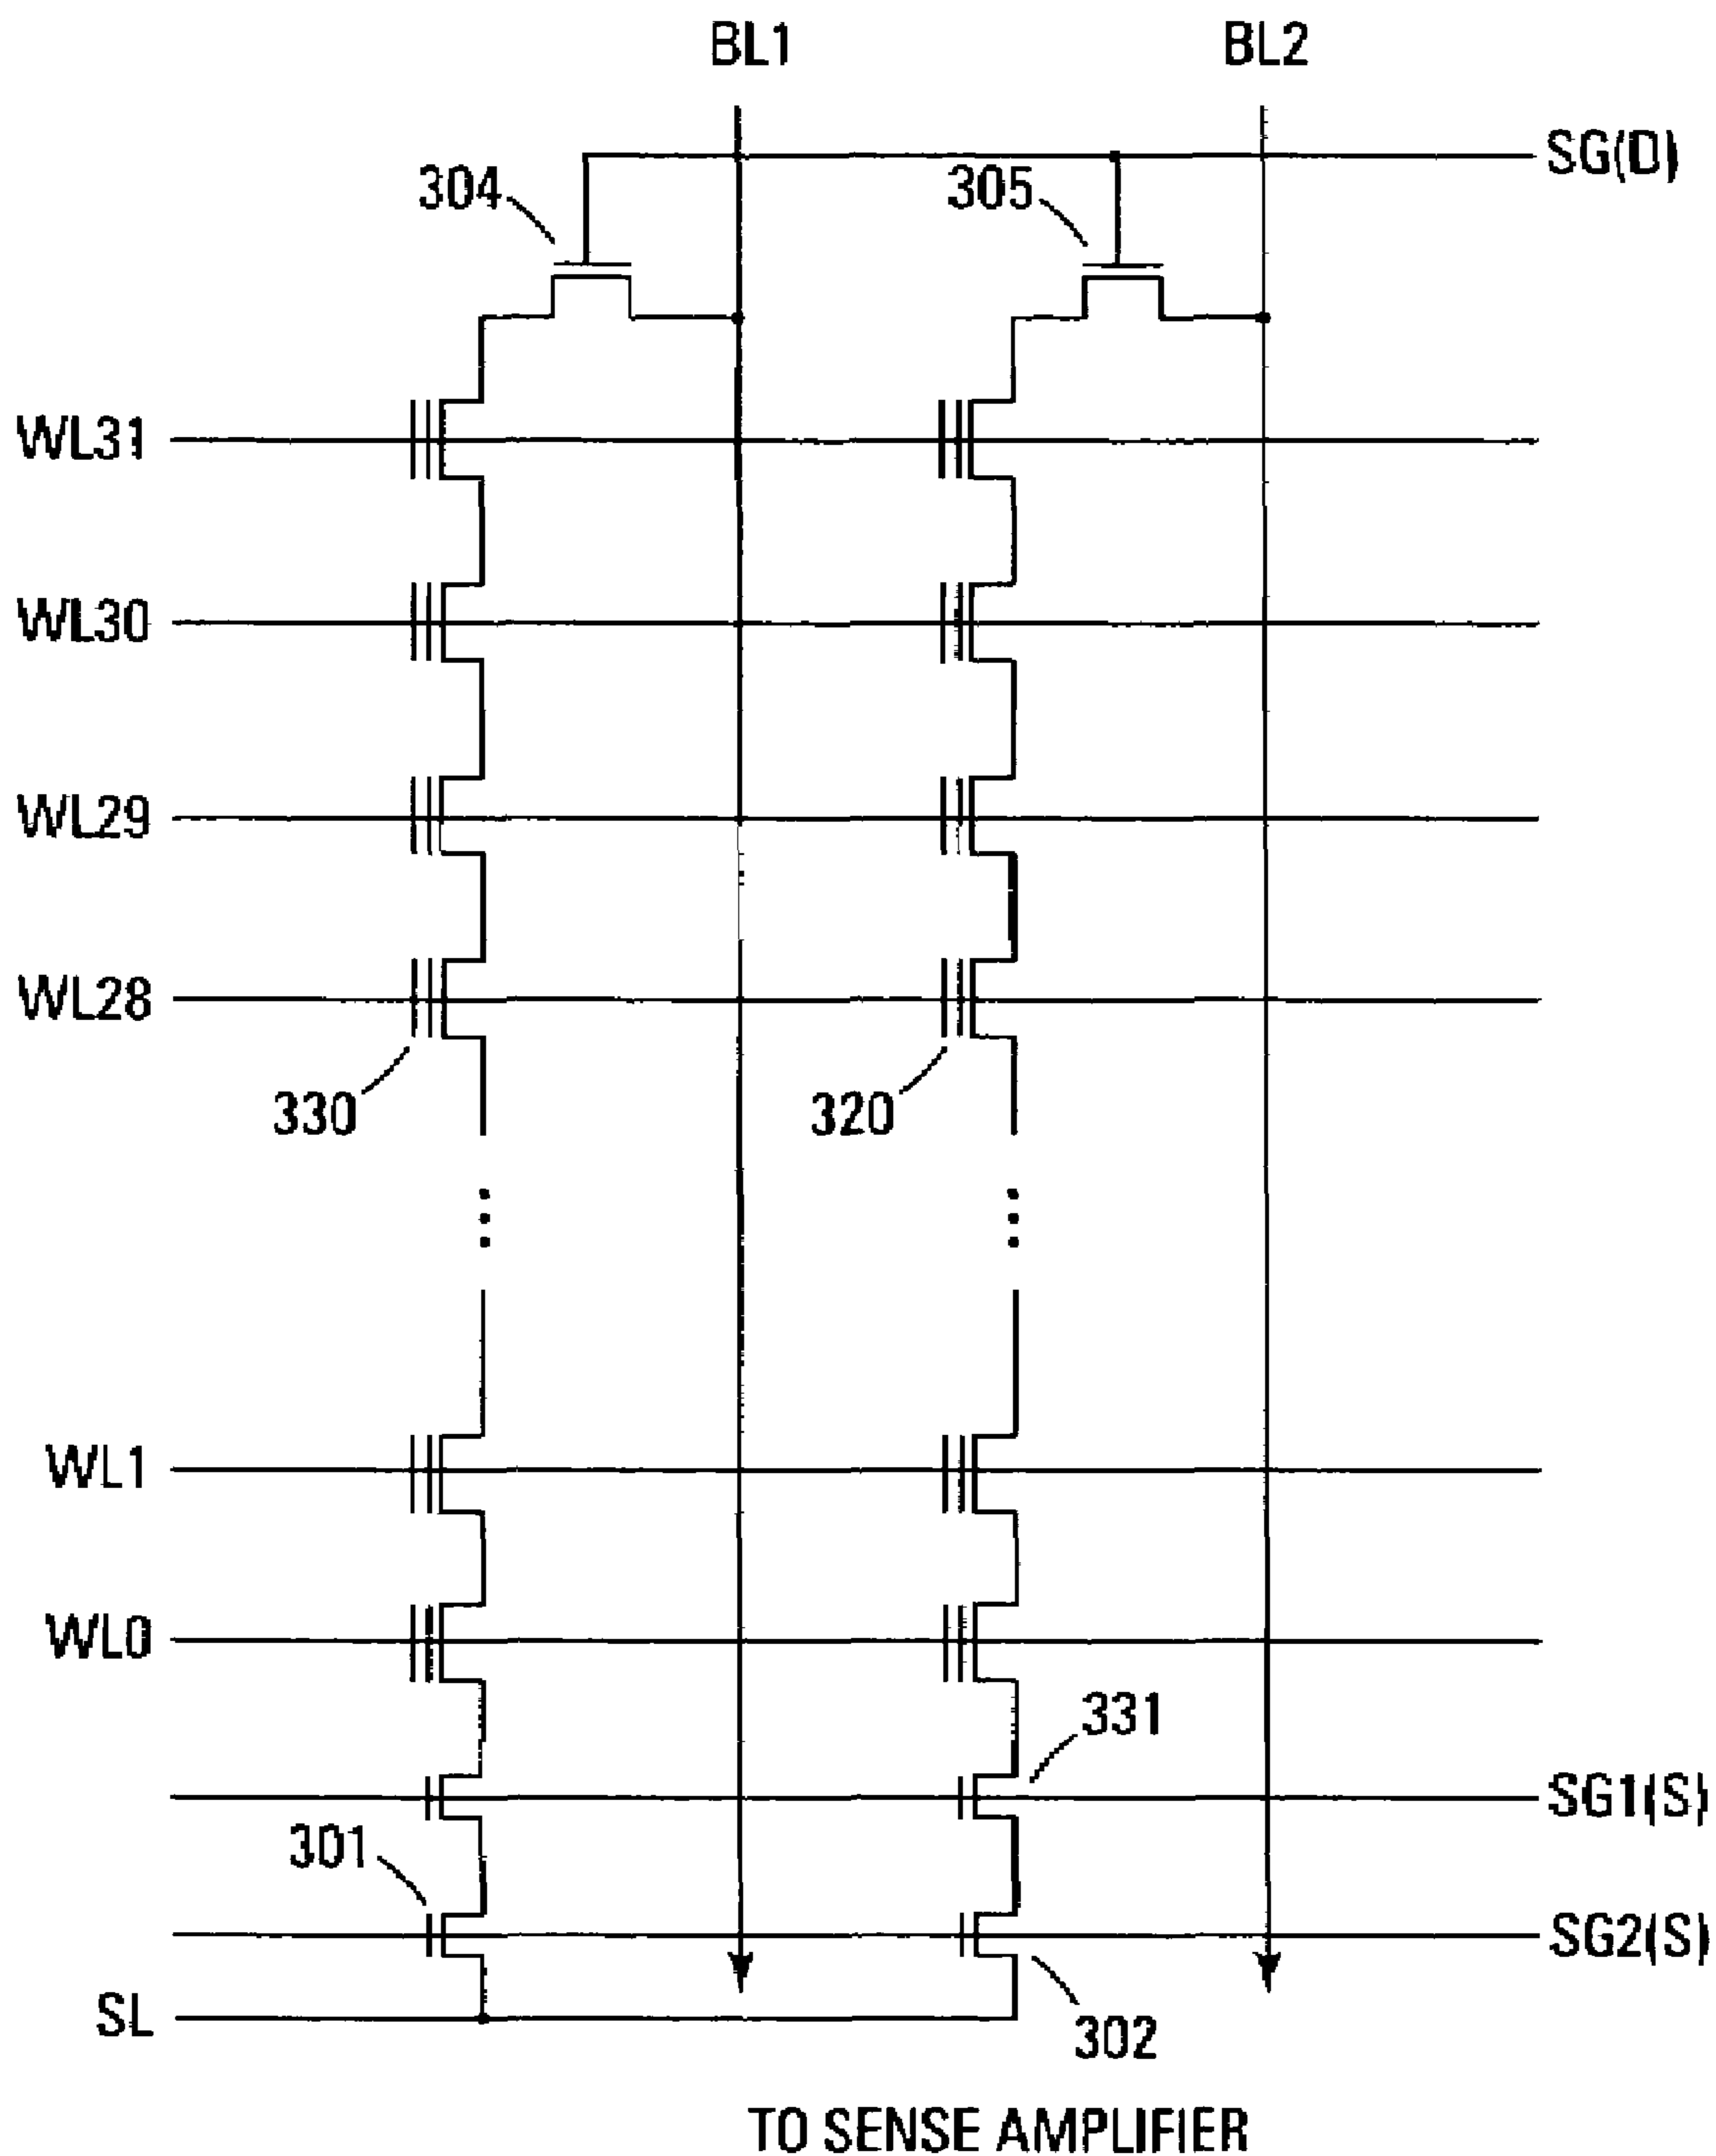 BL1 BL2
SG(D)
304 305
WL31
WL30
WL29
WL28
330 320
WL1
WL0
331
SG1(S)
301
SG2(S)
SL
302
TO SENSE AMPLIFIER